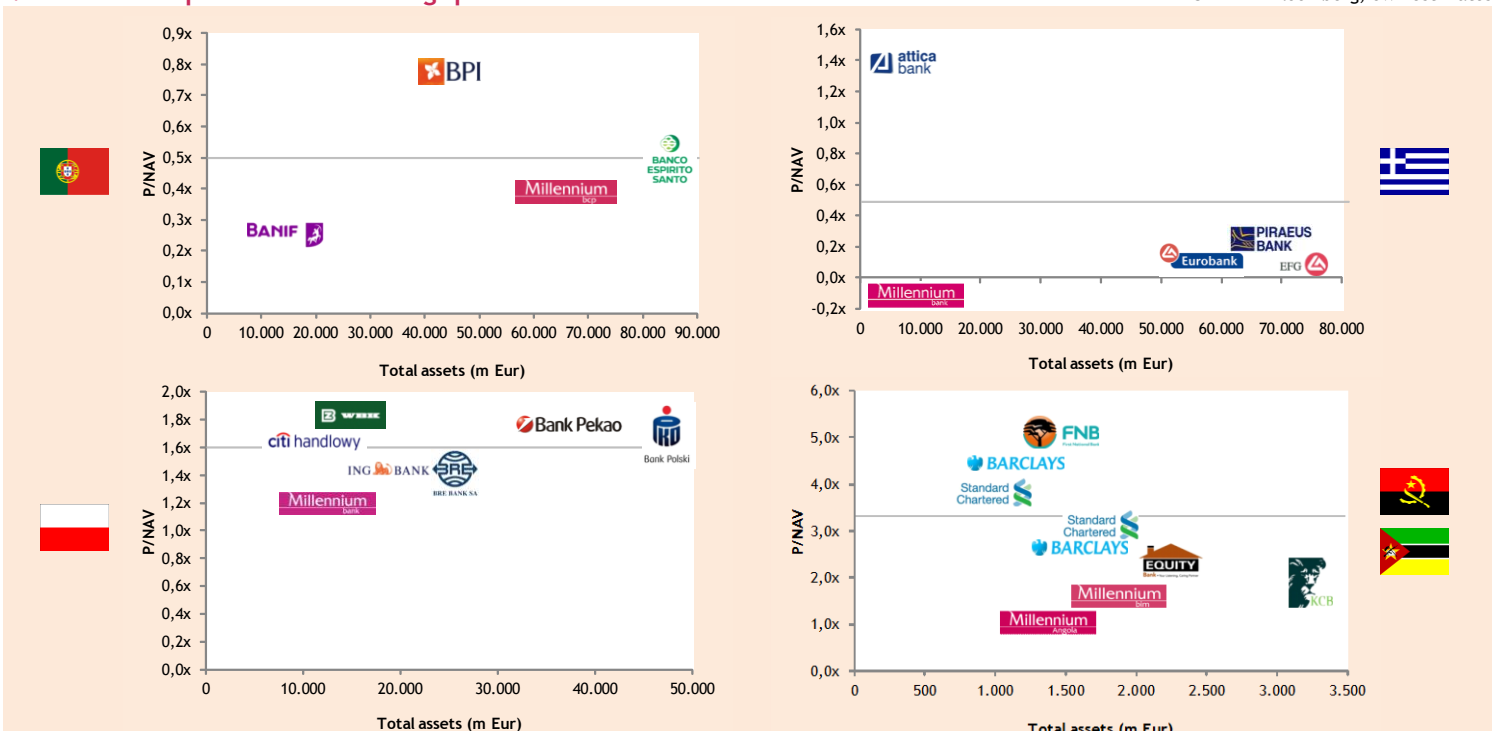 0,9x
0,8x
0,7x
0,6x
0,5x
0,4x
0,3x
0,2x
0,1x
0,0x
P/NAV
BPI
BANCO
ESPIRITO
SANTO
Millennium
bcp
BANIF
0 10.000 20.000 30.000 40.000 50.000 60.000 70.000 80.000 90.000
Total assets (m Eur)
1,6x
1,4x
1,2x
1,0x
0,8x
0,6x
0,4x
0,2x
0,0x
-0,2x
P/NAV
attica
bank
PIRAEUS
BANK
Eurobank
EFG
Millennium
bank
0 10.000 20.000 30.000 40.000 50.000 60.000 70.000 80.000
Total assets (m Eur)
2,0x
1,8x
1,6x
1,4x
1,2x
1,0x
0,8x
0,6x
0,4x
0,2x
0,0x
P/NAV
WBK
citi handlowy
Bank Pekao
Bank Polski
ING BANK
BRE
BRE BANK SA
Millennium
bank
0 10.000 20.000 30.000 40.000 50.000
Total assets (m Eur)
6,0x
5,0x
4,0x
3,0x
2,0x
1,0x
0,0x
P/NAV
FNB
First National Bank
BARCLAYS
Standard
Chartered
Standard
Chartered
BARCLAYS
EQUITY
KCB
Millennium
bim
Millennium
Angola
0 500 1.000 1.500 2.000 2.500 3.000 3.500
Total assets (m Eur)